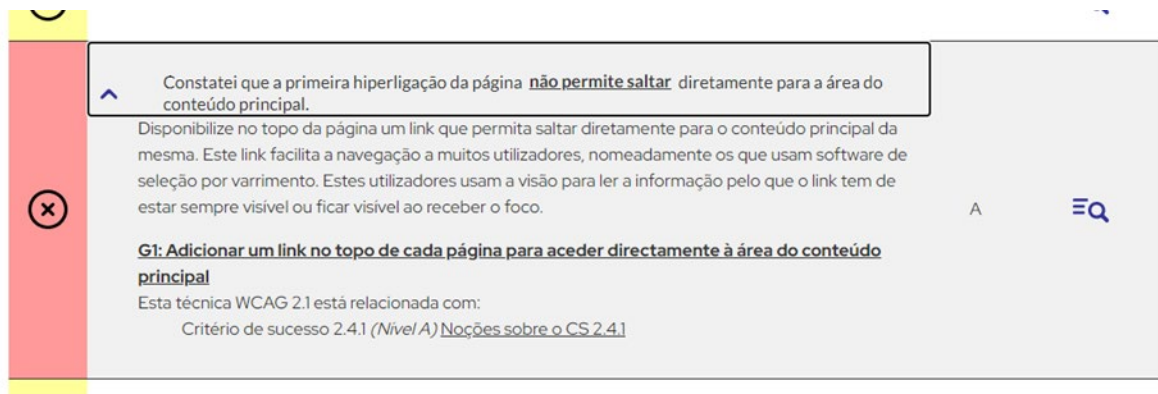 Constatei que a primeira hiperligação da página não permite saltar diretamente para a área do
conteúdo principal.
Disponibilize no topo da página um link que permita saltar diretamente para o conteúdo principal da
mesma. Este link facilita a navegação a muitos utilizadores, nomeadamente os que usam software de
seleção por varrimento. Estes utilizadores usam a visão para ler a informação pelo que o link tem de
estar sempre visível ou ficar visível ao receber o foco.
A
G1: Adicionar um link no topo de cada página para aceder directamente à área do conteúdo
principal
Esta técnica WCAG 2.1 está relacionada com:
Critério de sucesso 2.4.1 (Nível A) Noções sobre o CS 2.4.1